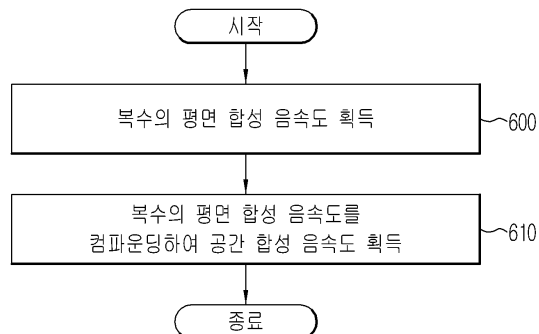 시작
복수의 평면 합성 음속도 획득
600
복수의 평면 합성 음속도를
컴파운딩하여 공간 합성 음속도 획득
610
종료